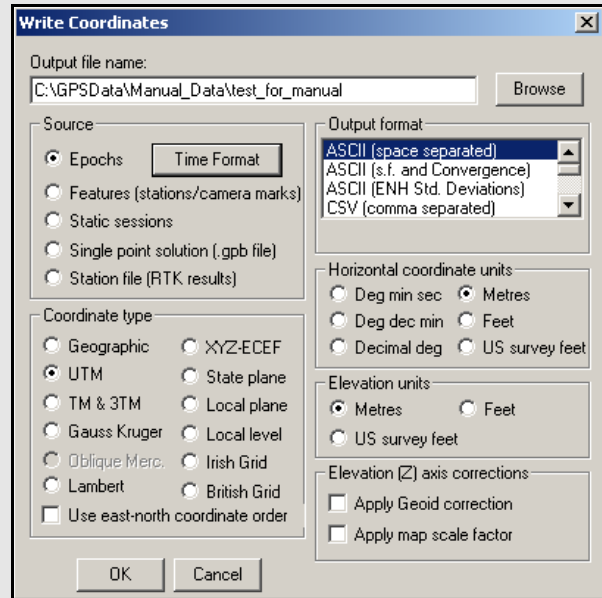 Write Coordinates
Output file name:
C:\GPSData\Manual_Data\test_for_manual
Browse
Source
Epochs
Time Format
Features (stations/camera marks)
Static sessions
Single point solution (.gpb file)
Station file (RTK results)
Coordinate type
Geographic
XYZ-ECEF
UTM
State plane
TM & 3TM
Local plane
Gauss Kruger
Local level
Oblique Merc.
Irish Grid
Lambert
British Grid
Use east-north coordinate order
OK
Cancel
Output format
ASCII (space separated)
ASCII (s.f. and Convergence)
ASCII (ENH Std. Deviations)
CSV (comma separated)
Horizontal coordinate units
Deg min sec
Metres
Deg dec min
Feet
Decimal deg
US survey feet
Elevation units
Metres
Feet
US survey feet
Elevation (Z) axis corrections
Apply Geoid correction
Apply map scale factor